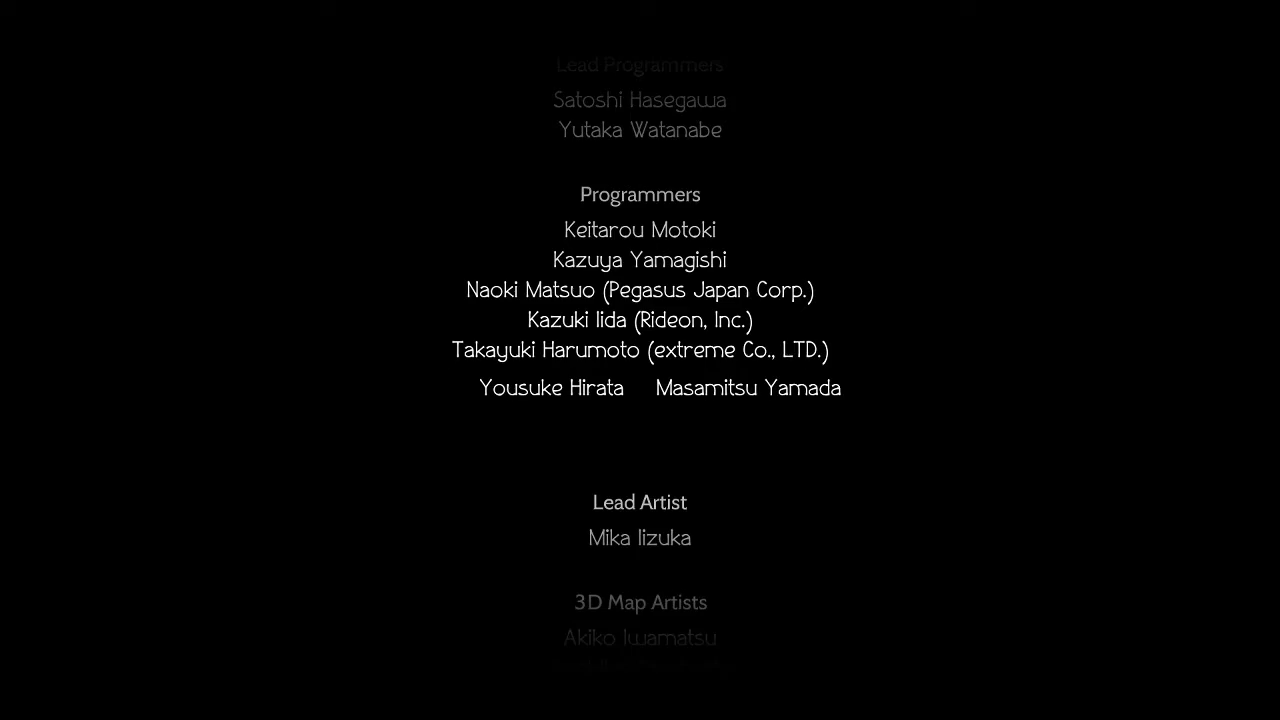 Lead Programmers
Satoshi Hasegawa
Yutaka Watanabe
Programmers
Keitarou Motoki
Kazuya Yamagishi
Naoki Matsuo (Pegasus Japan Corp.)
Kazuki Iida (Rideon, Inc.)
Takayuki Harumoto (extreme Co., LTD.)
Yousuke Hirata Masamitsu Yamada
Lead Artist
Mika Iizuka
3D Map Artists
Akiko Iwamatsu